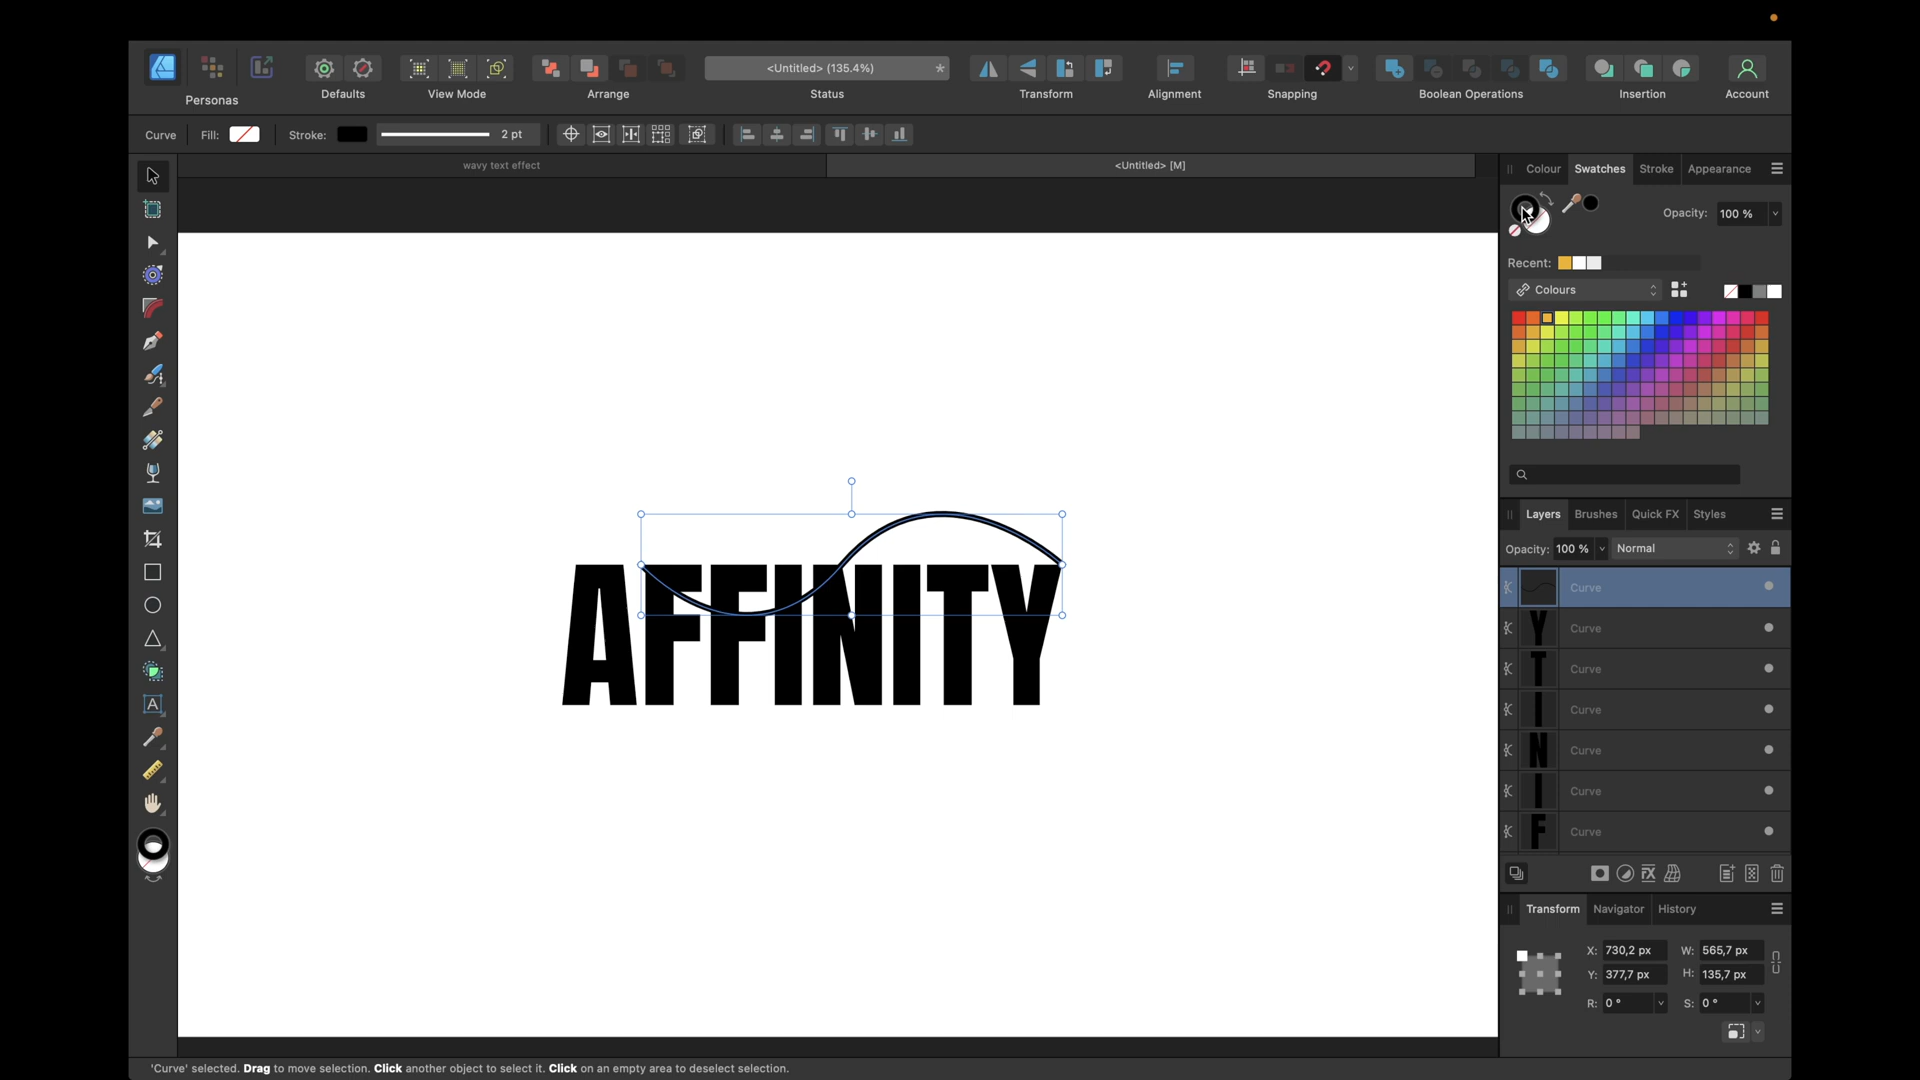 <Untitled> (135.4%) *
Personas Defaults View Mode Arrange Status Transform Alignment Snapping Boolean Operations Insertion Account
Curve Fill: Stroke: 2 pt
wavy text effect <Untitled> [M]
Colour Swatches Stroke Appearance
Opacity: 100 %
Recent:
Colours
AFFINITY
Layers Brushes Quick FX Styles
Opacity: 100 % Normal
Curve
Y Curve
T Curve
I Curve
N Curve
I Curve
F Curve
Transform Navigator History
X: 730,2 px W: 565,7 px
Y: 377,7 px H: 135,7 px
R: 0 ° S: 0 °
'Curve' selected. Drag to move selection. Click another object to select it. Click on an empty area to deselect selection.